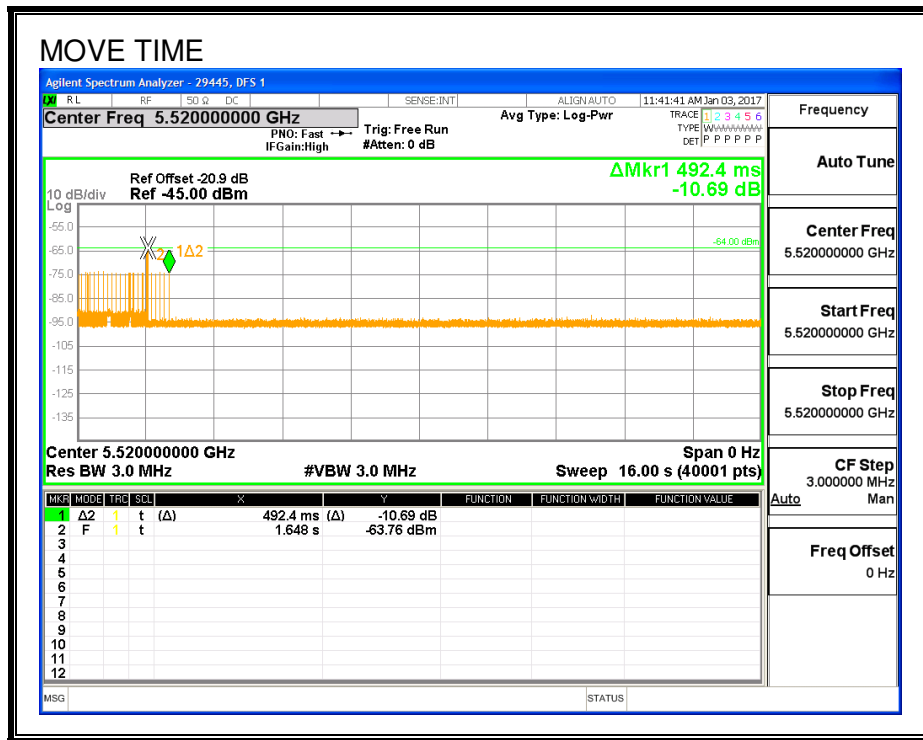 MOVE TIME
Agilent Spectrum Analyzer - 29445, DFS 1
LXI RL RF 50 Ω DC SENSE:INT ALIGN AUTO 11:41:41 AM Jan 03, 2017
Center Freq 5.520000000 GHz Avg Type: Log-Pwr TRACE 1 2 3 4 5 6
PNO: Fast Trig: Free Run TYPE WWWWWW
IFGain:High #Atten: 0 dB DET P P P P P P
ΔMkr1 492.4 ms
-10.69 dB
Ref Offset -20.9 dB
10 dB/div Ref -45.00 dBm
Log
-55.0
-65.0
-75.0
-85.0
-95.0
-105
-115
-125
-135
2 1Δ2
-64.00 dBm
Center 5.520000000 GHz Span 0 Hz
Res BW 3.0 MHz #VBW 3.0 MHz Sweep 16.00 s (40001 pts)
MKR MODE TRC SCL X Y FUNCTION FUNCTION WIDTH FUNCTION VALUE
1 Δ2 1 t (Δ) 492.4 ms (Δ) -10.69 dB
2 F 1 t 1.648 s -63.76 dBm
3
4
5
6
7
8
9
10
11
12
MSG STATUS
Frequency
Auto Tune
Center Freq
5.520000000 GHz
Start Freq
5.520000000 GHz
Stop Freq
5.520000000 GHz
CF Step
3.000000 MHz
Auto Man
Freq Offset
0 Hz